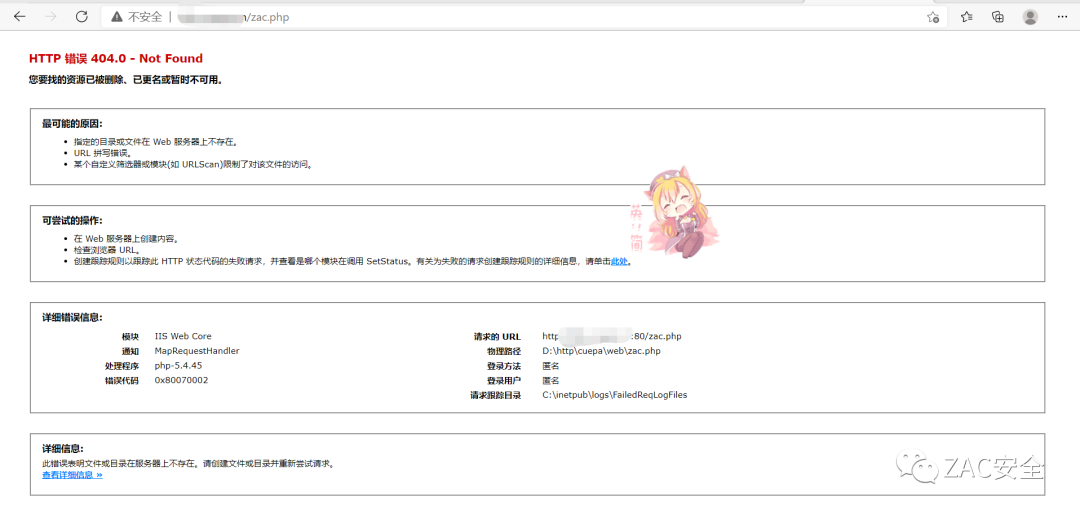 不安全 | /zac.php
HTTP 错误 404.0 - Not Found
您要找的资源已被删除、已更名或暂时不可用。
最可能的原因:
• 指定的目录或文件在 Web 服务器上不存在。
• URL 拼写错误。
• 某个自定义筛选器或模块(如 URLScan)限制了对该文件的访问。
可尝试的操作:
• 在 Web 服务器上创建内容。
• 检查浏览器 URL。
• 创建跟踪规则以跟踪此 HTTP 状态代码的失败请求，并查看是哪个模块在调用 SetStatus。有关为失败的请求创建跟踪规则的详细信息，请单击此处。
详细错误信息:
模块 IIS Web Core
通知 MapRequestHandler
处理程序 php-5.4.45
错误代码 0x80070002
请求的 URL http :80/zac.php
物理路径 D:\http\cuepa\web\zac.php
登录方法 匿名
登录用户 匿名
请求跟踪目录 C:\inetpub\logs\FailedReqLogFiles
详细信息:
此错误表明文件或目录在服务器上不存在。请创建文件或目录并重新尝试请求。
查看详细信息 »
ZAC安全